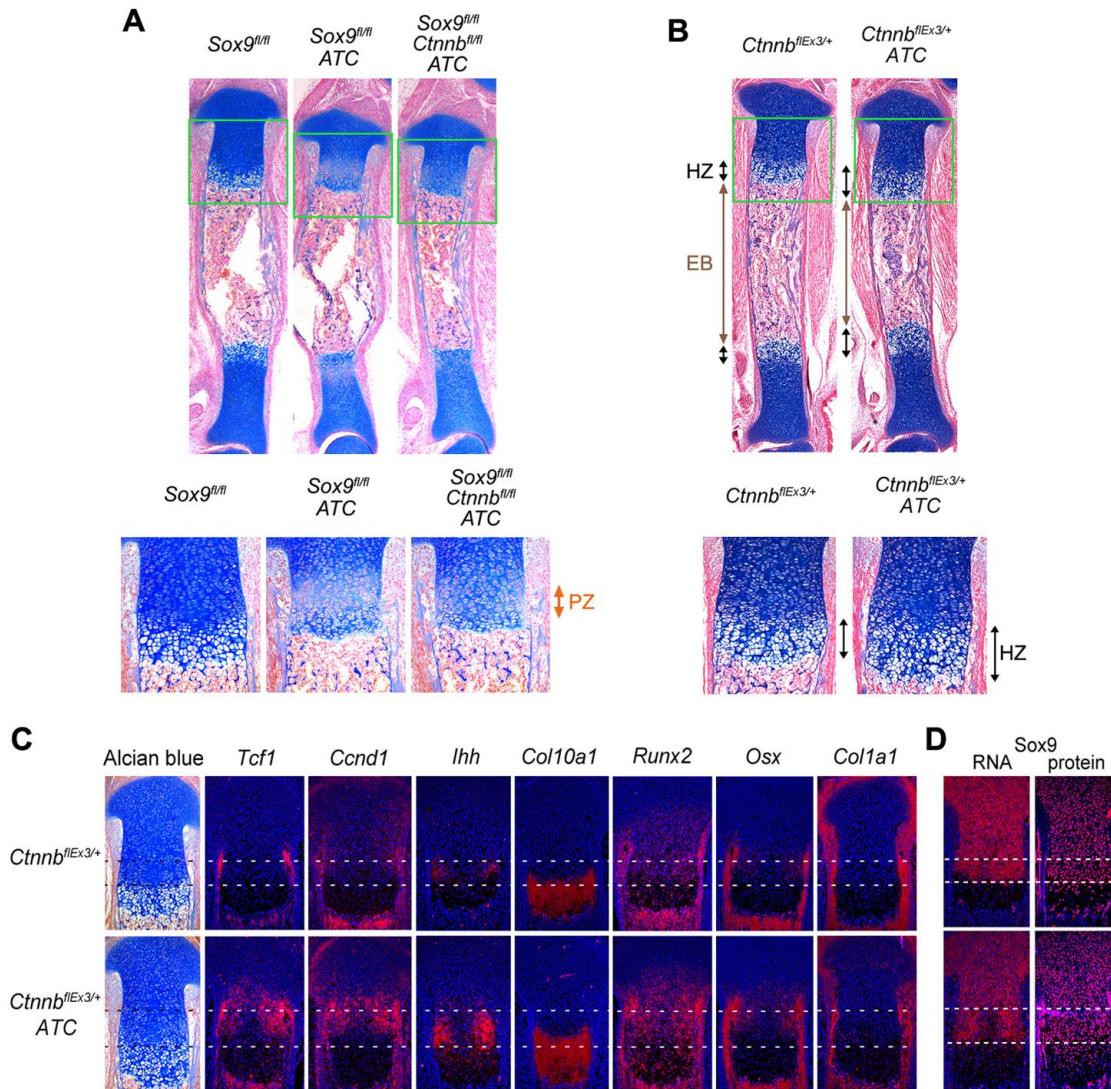 A
Sox9fl/fl
Sox9fl/fl
ATC
Sox9fl/fl
Ctnnbfl/fl
ATC
Sox9fl/fl
Sox9fl/fl
ATC
Sox9fl/fl
Ctnnbfl/fl
ATC
PZ
B
CtnnbflEx3/+
CtnnbflEx3/+
ATC
HZ
EB
CtnnbflEx3/+
CtnnbflEx3/+
ATC
HZ
C
Alcian blue Tcf1 Ccnd1 Ihh Col10a1 Runx2 Osx Col1a1
CtnnbflEx3/+
CtnnbflEx3/+
ATC
D
Sox9
RNA protein